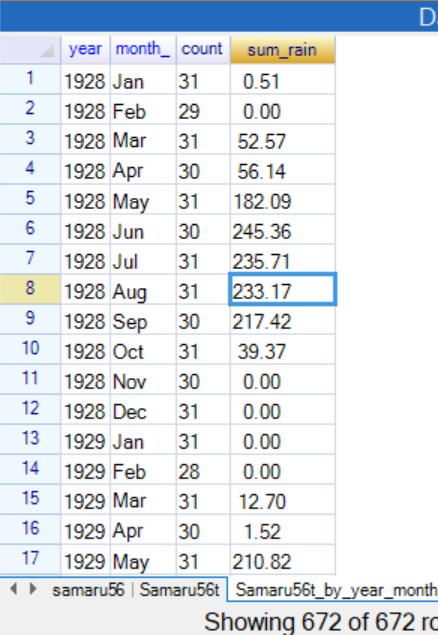 D
year month_ count sum_rain
1 1928 Jan 31 0.51
2 1928 Feb 29 0.00
3 1928 Mar 31 52.57
4 1928 Apr 30 56.14
5 1928 May 31 182.09
6 1928 Jun 30 245.36
7 1928 Jul 31 235.71
8 1928 Aug 31 233.17
9 1928 Sep 30 217.42
10 1928 Oct 31 39.37
11 1928 Nov 30 0.00
12 1928 Dec 31 0.00
13 1929 Jan 31 0.00
14 1929 Feb 28 0.00
15 1929 Mar 31 12.70
16 1929 Apr 30 1.52
17 1929 May 31 210.82
samaru56 | Samaru56t | Samaru56t_by_year_month
Showing 672 of 672 ro